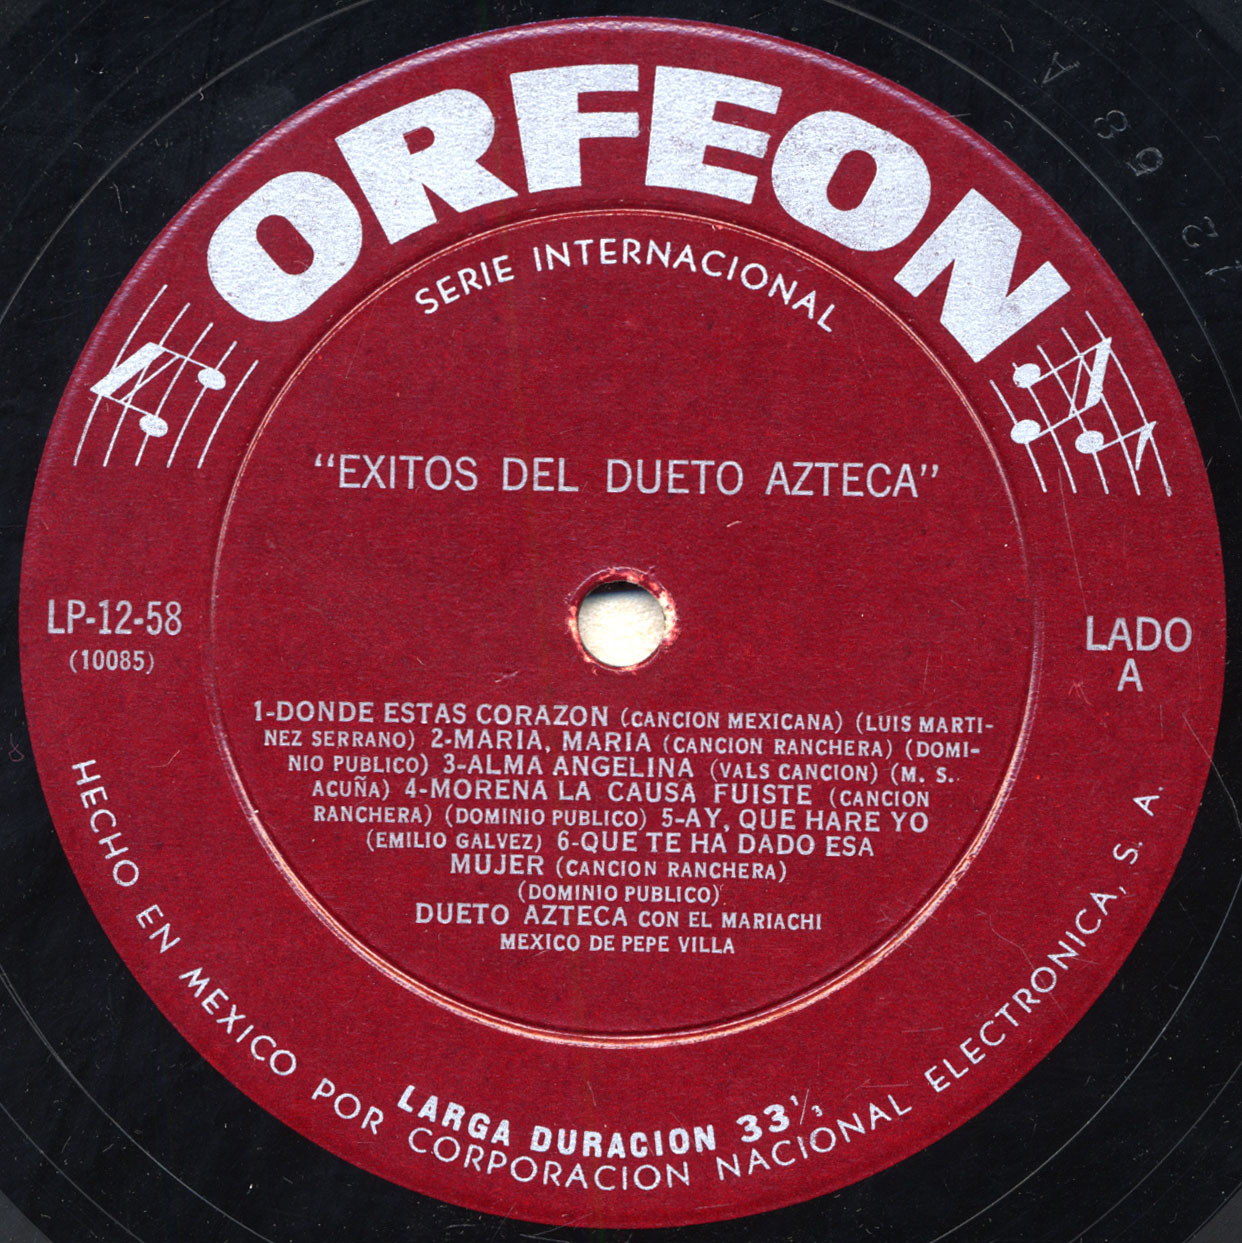 ORFEON
SERIE INTERNACIONAL
"EXITOS DEL DUETO AZTECA"
LP-12-58
(10085)
LADO
A
1-DONDE ESTAS CORAZON (CANCION MEXICANA) (LUIS MARTI-
NEZ SERRANO) 2-MARIA, MARIA (CANCION RANCHERA) (DOMI-
NIO PUBLICO) 3-ALMA ANGELINA (VALS CANCION) (M. S.
ACUÑA) 4-MORENA LA CAUSA FUISTE (CANCION
RANCHERA) (DOMINIO PUBLICO) 5-AY, QUE HARE YO
(EMILIO GALVEZ) 6-QUE TE HA DADO ESA
MUJER (CANCION RANCHERA)
(DOMINIO PUBLICO)
DUETO AZTECA CON EL MARIACHI
MEXICO DE PEPE VILLA
LARGA DURACION 33 1/3
HECHO EN MEXICO POR CORPORACION NACIONAL ELECTRONICA, S. A.